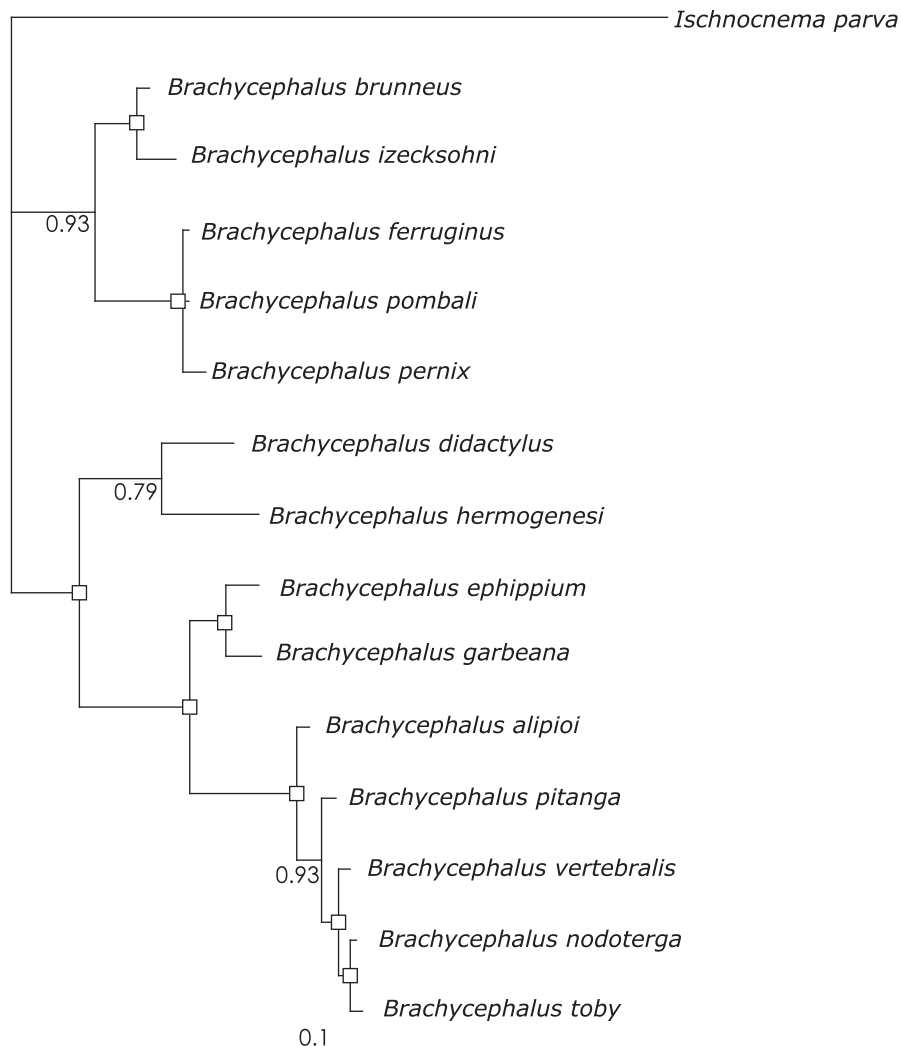 Ischnocnema parva
Brachycephalus brunneus
Brachycephalus izecksohni
0.93
Brachycephalus ferruginus
Brachycephalus pombali
Brachycephalus pernix
Brachycephalus didactylus
0.79
Brachycephalus hermogenesi
Brachycephalus ephippium
Brachycephalus garbeana
Brachycephalus alipioi
Brachycephalus pitanga
0.93
Brachycephalus vertebralis
Brachycephalus nodoterga
Brachycephalus toby
0.1